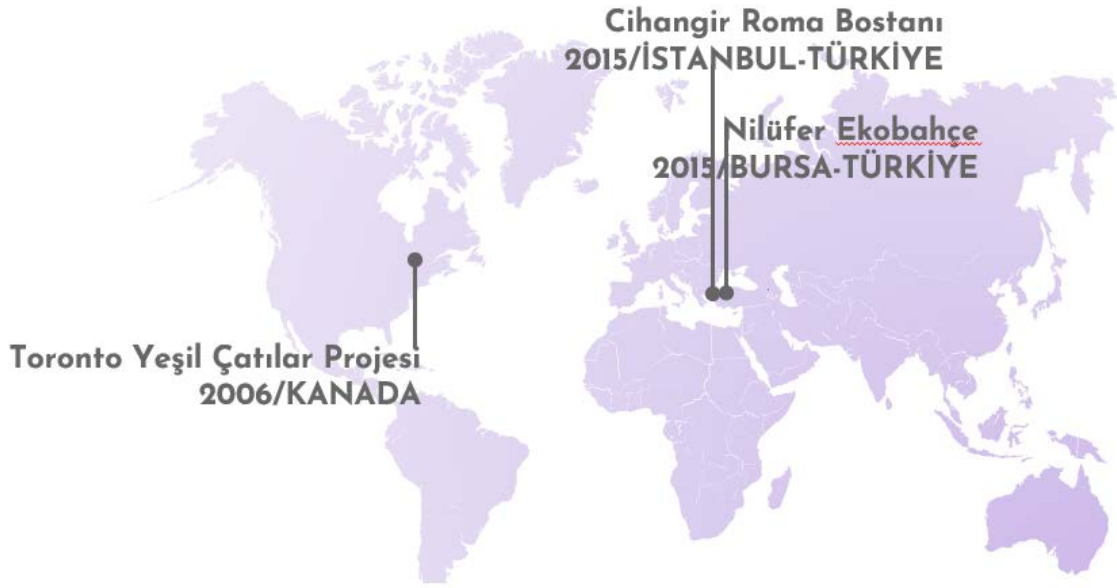 Cihangir Roma Bostanı
2015/İSTANBUL-TÜRKİYE
Nilüfer Ekobahçe
2015/BURSA-TÜRKİYE
Toronto Yeşil Çatılar Projesi
2006/KANADA